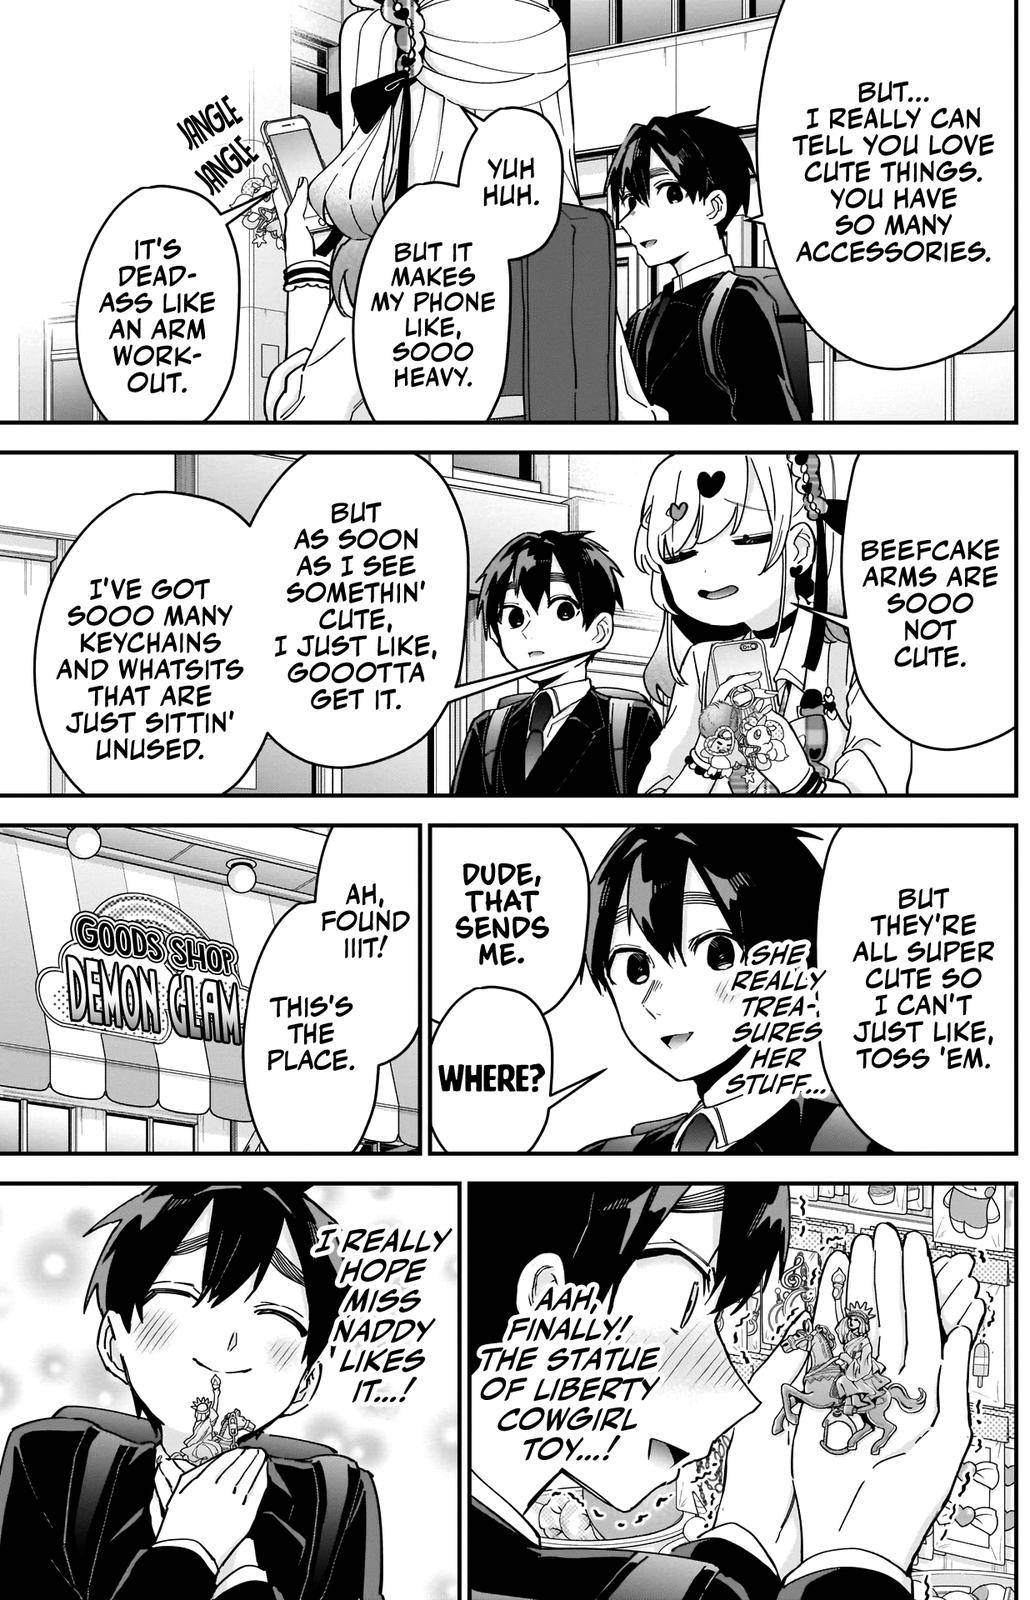 BUT...
I REALLY CAN
TELL YOU LOVE
CUTE THINGS.
YOU HAVE
SO MANY
ACCESSORIES.
YUH
HUH.
BUT IT
MAKES
MY PHONE
LIKE,
SOOO
HEAVY.
JANGLE
JANGLE
IT'S
DEAD-
ASS LIKE
AN ARM
WORK-
OUT.
BEEFCAKE
ARMS ARE
SOOO
NOT
CUTE.
BUT
AS SOON
AS I SEE
SOMETHIN'
CUTE,
I JUST LIKE,
GOOOTTA
GET IT.
I'VE GOT
SOOO MANY
KEYCHAINS
AND WHATSITS
THAT ARE
JUST SITTIN'
UNUSED.
BUT
THEY'RE
ALL SUPER
CUTE SO
I CAN'T
JUST LIKE,
TOSS 'EM.
SHE
REALLY
TREA-
SURES
HER
STUFF...
DUDE,
THAT
SENDS
ME.
WHERE?
AH,
FOUND
IIIT!
THIS'S
THE
PLACE.
GOODS SHOP
DEMON GLAM
AAH,
FINALLY!
THE STATUE
OF LIBERTY
COWGIRL
TOY...!
I REALLY
HOPE
MISS
NADDY
LIKES
IT...!